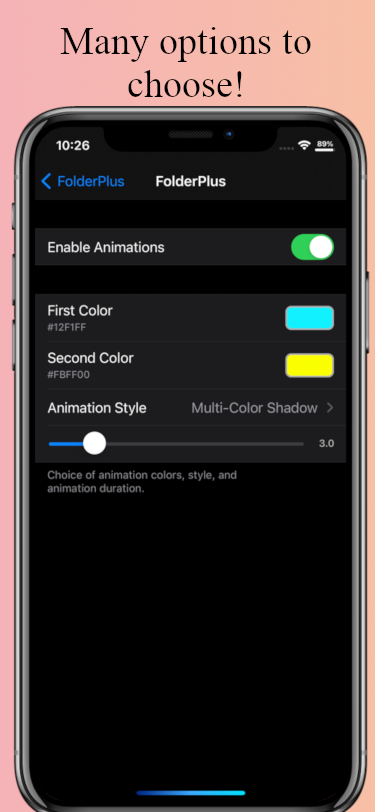 Many options to
choose!
10:26
89%
FolderPlus
FolderPlus
Enable Animations
First Color
#12F1FF
Second Color
#FBFF00
Animation Style
Multi-Color Shadow
3.0
Choice of animation colors, style, and
animation duration.